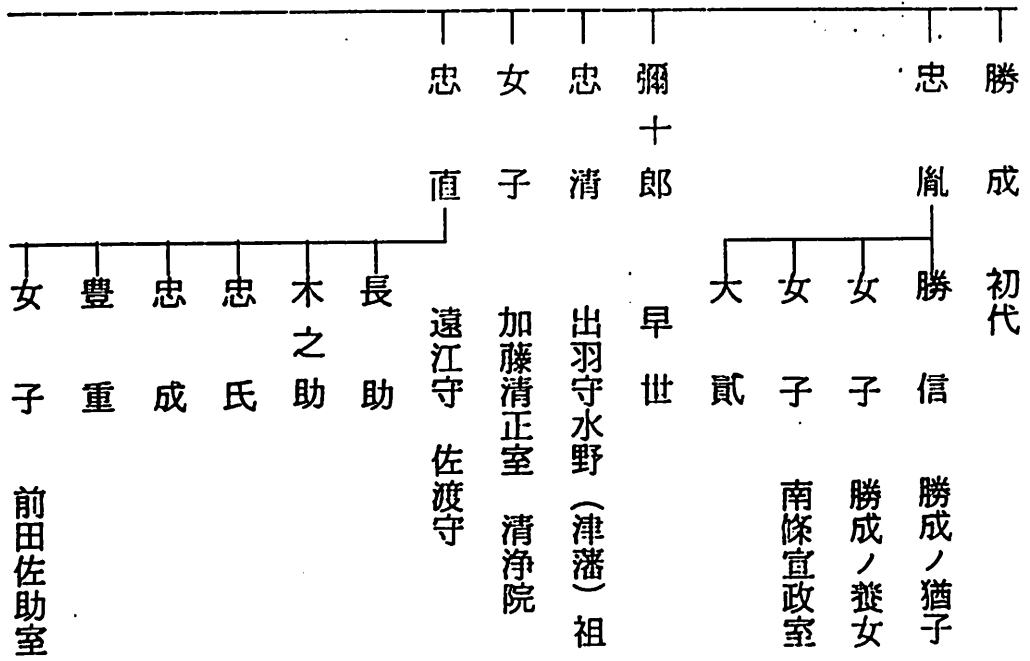 勝成 初代
忠胤
勝信 勝成ノ猶子
女子 勝成ノ養女
女子 南條宣政室
大貳
彌十郎 早世
忠清 出羽守水野（津藩）祖
女子 加藤清正室 清浄院
忠直 遠江守 佐渡守
長助
木之助
忠氏
忠成
豊重
女子 前田佐助室